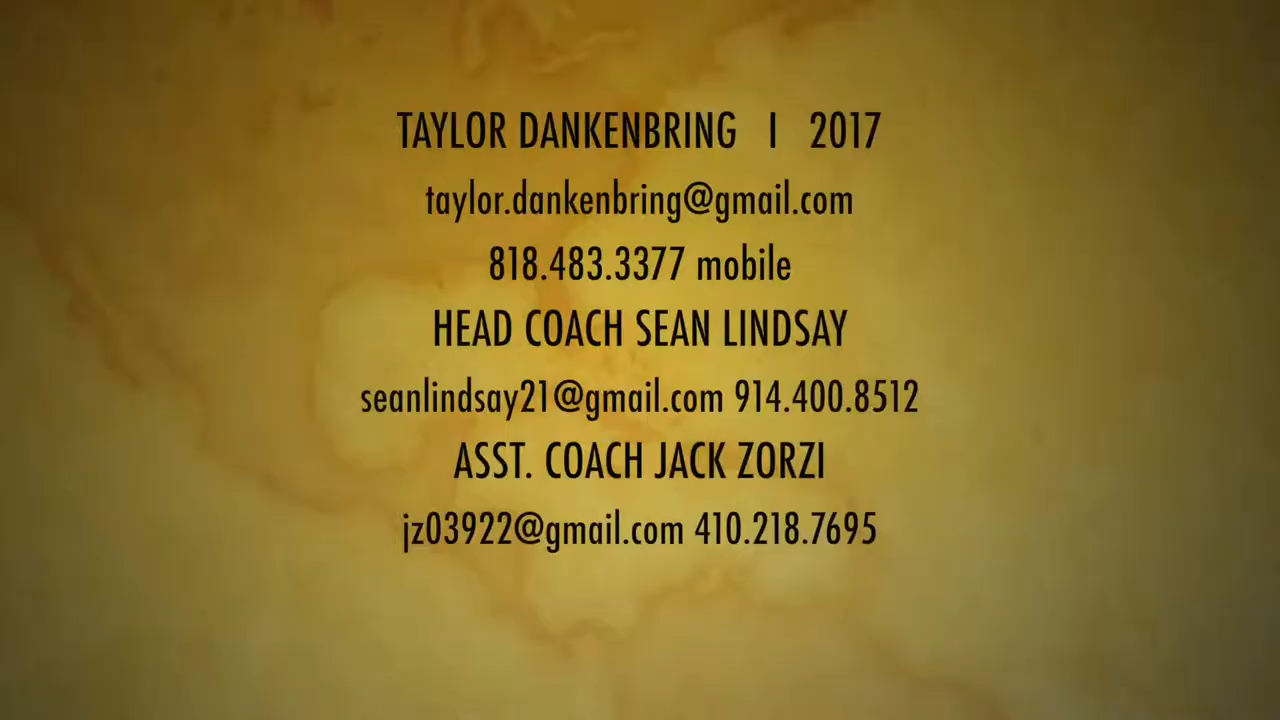 TAYLOR DANKENBRING I 2017
taylor.dankenbring@gmail.com
818.483.3377 mobile
HEAD COACH SEAN LINDSAY
seanlindsay21@gmail.com 914.400.8512
ASST. COACH JACK ZORZI
jz03922@gmail.com 410.218.7695